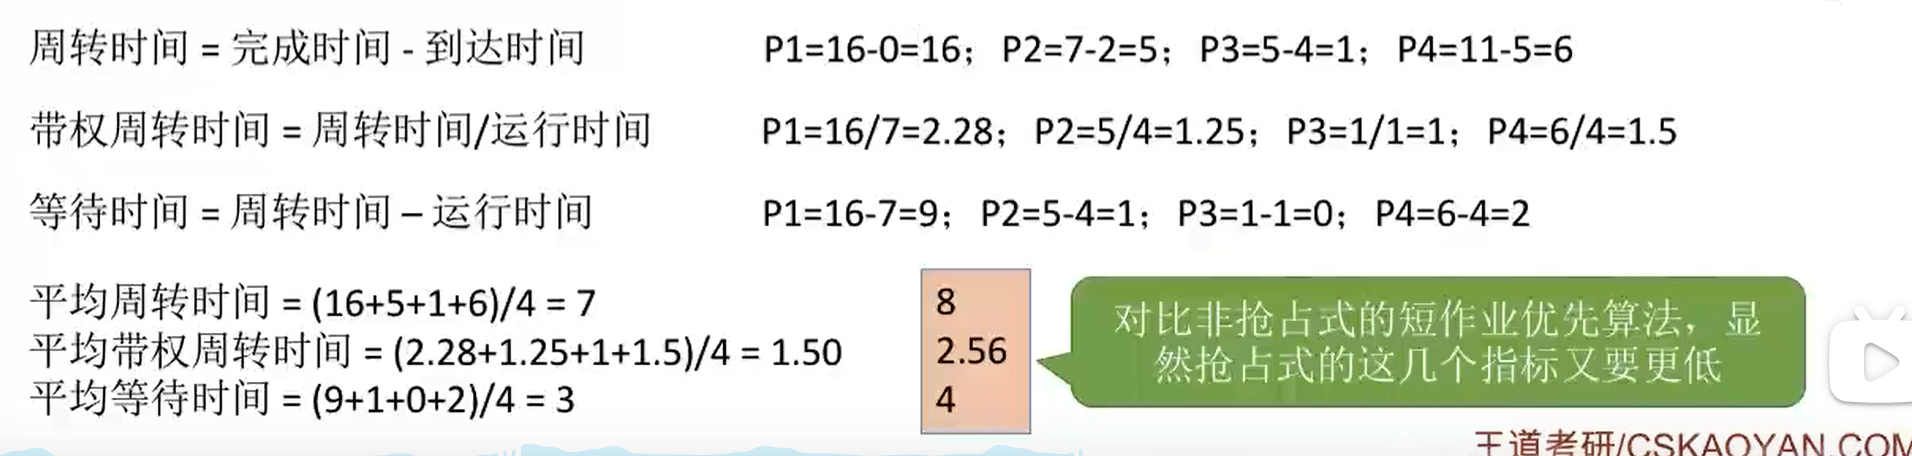 周转时间 = 完成时间 - 到达时间 P1=16-0=16；P2=7-2=5；P3=5-4=1；P4=11-5=6
带权周转时间 = 周转时间/运行时间 P1=16/7=2.28；P2=5/4=1.25；P3=1/1=1；P4=6/4=1.5
等待时间 = 周转时间 – 运行时间 P1=16-7=9；P2=5-4=1；P3=1-1=0；P4=6-4=2
平均周转时间 = (16+5+1+6)/4 = 7
平均带权周转时间 = (2.28+1.25+1+1.5)/4 = 1.50
平均等待时间 = (9+1+0+2)/4 = 3
8
2.56
4
对比非抢占式的短作业优先算法，显
然抢占式的这几个指标又要更低
王道考研/CSKAOYAN.COM